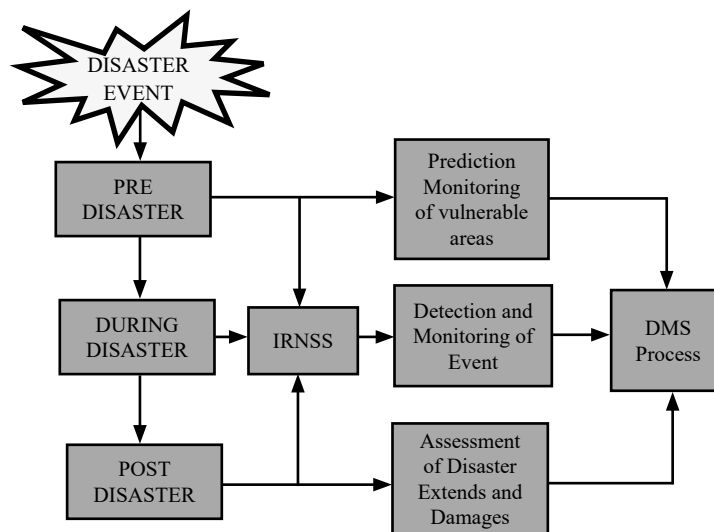 DISASTER
EVENT
PRE
DISASTER
Prediction
Monitoring
of vulnerable
areas
DURING
DISASTER
IRNSS
Detection and
Monitoring of
Event
DMS
Process
POST
DISASTER
Assessment
of Disaster
Extends and
Damages